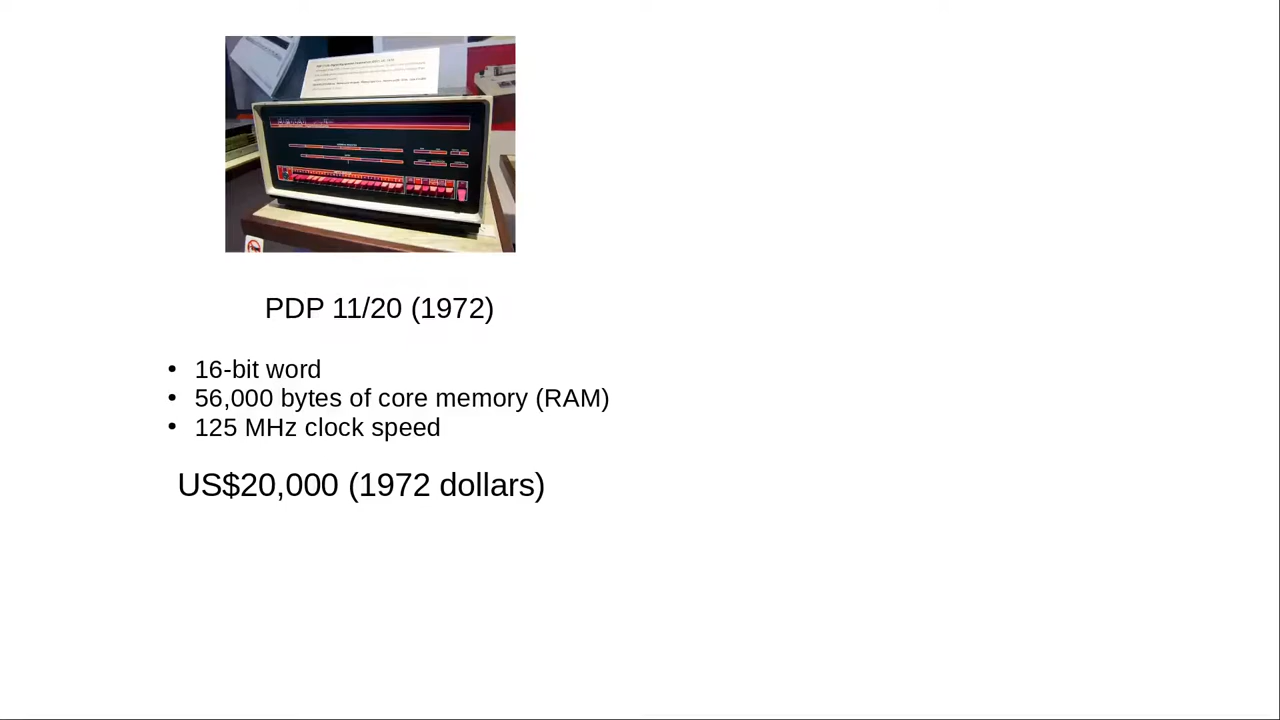 PDP 11/20 (1972)
• 16-bit word
• 56,000 bytes of core memory (RAM)
• 125 MHz clock speed
US$20,000 (1972 dollars)